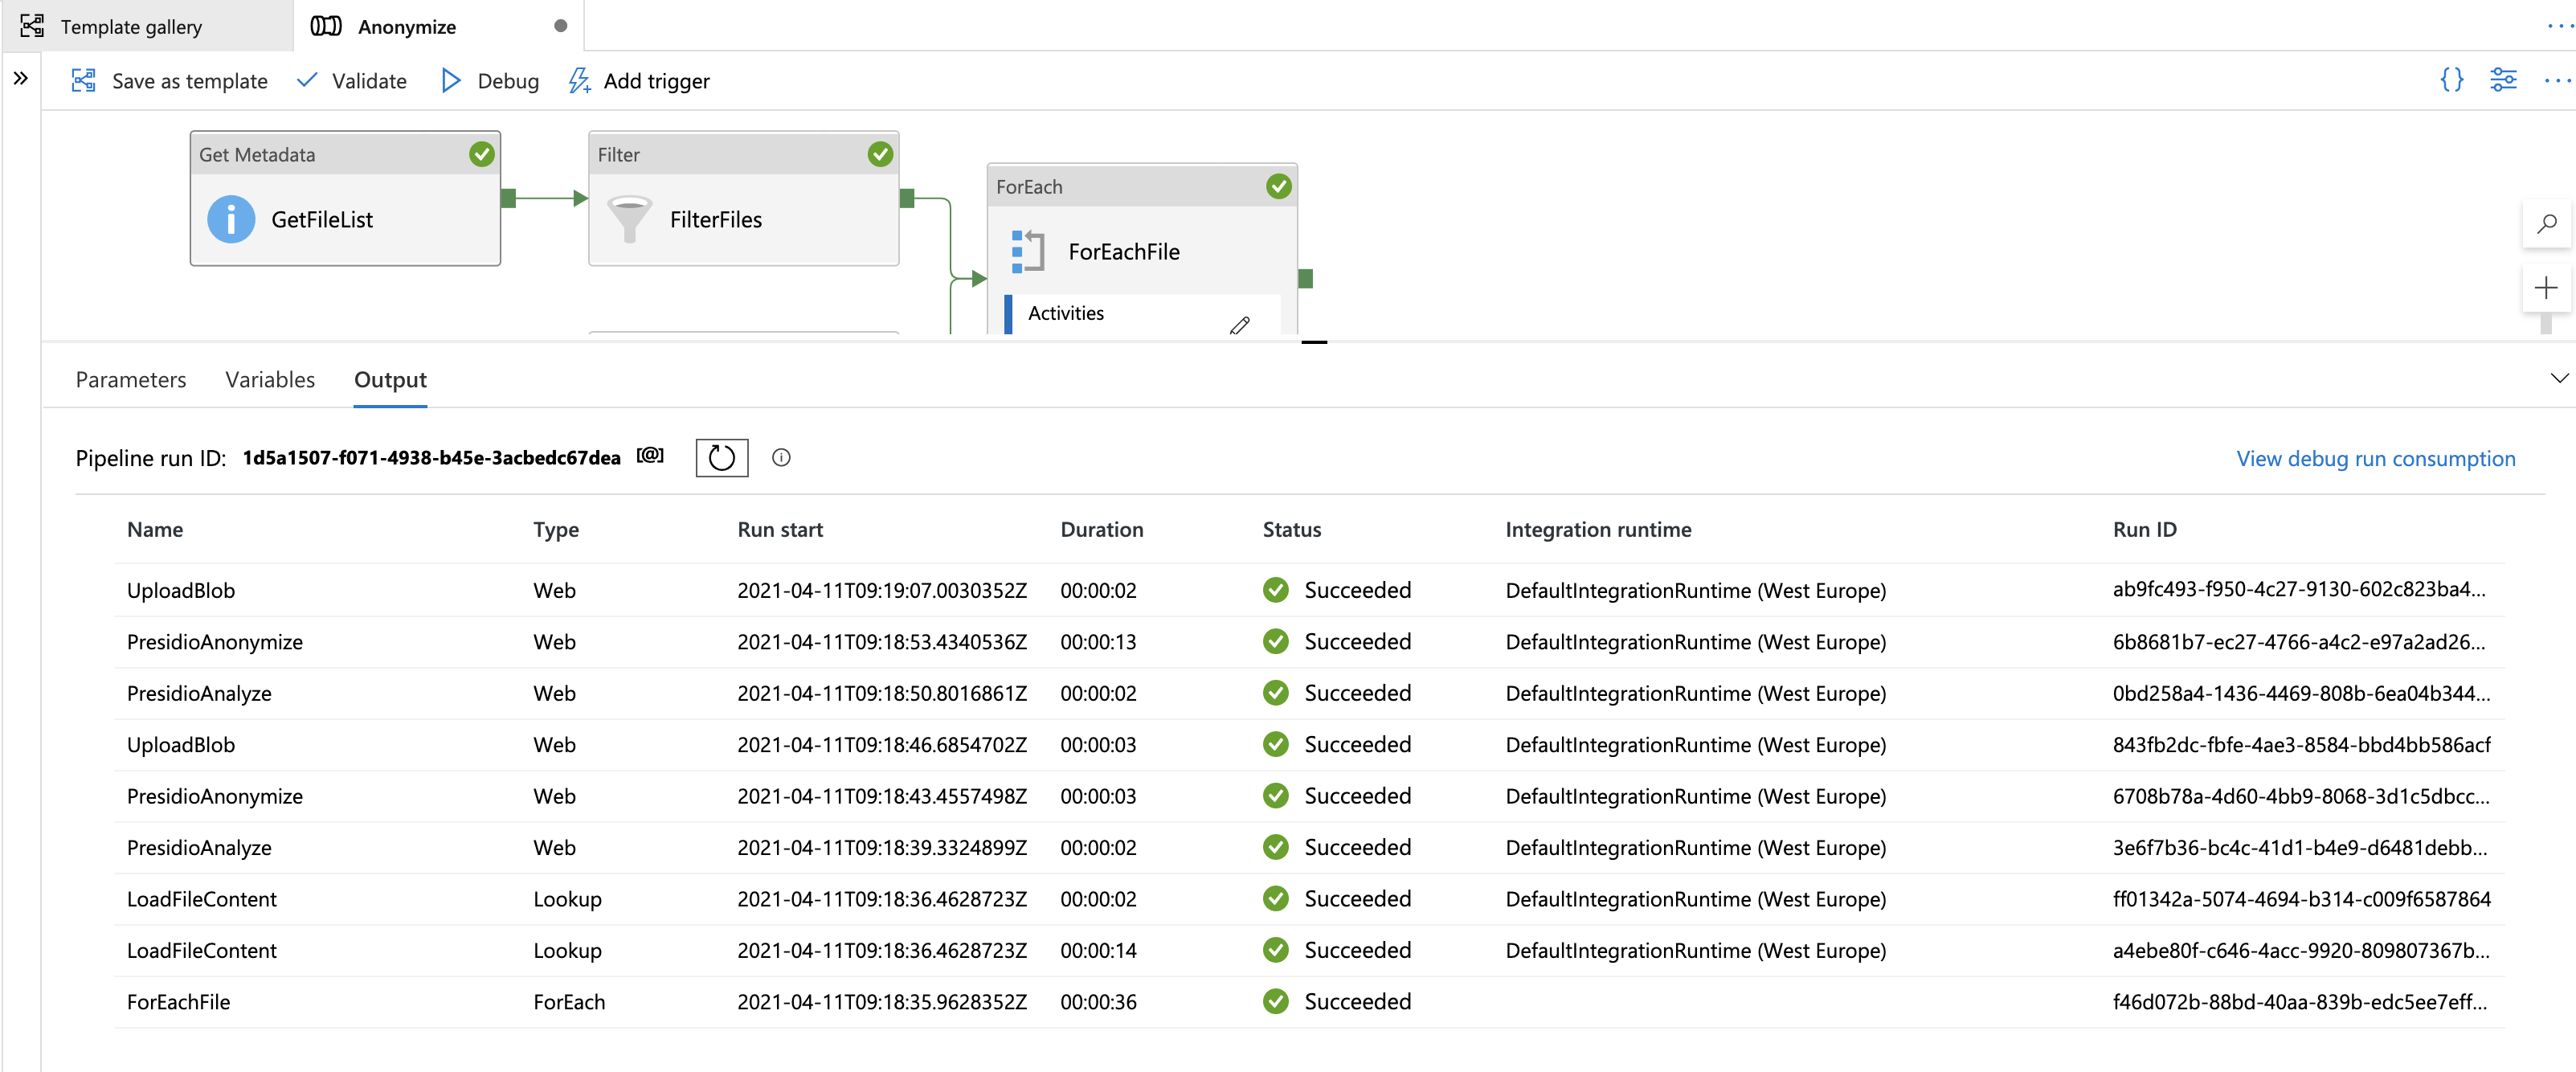 Template gallery Anonymize
Save as template Validate Debug Add trigger
Get Metadata
GetFileList
Filter
FilterFiles
ForEach
ForEachFile
Activities
Parameters Variables Output
Pipeline run ID: 1d5a1507-f071-4938-b45e-3acbedc67dea [@] View debug run consumption
Name Type Run start Duration Status Integration runtime Run ID
UploadBlob Web 2021-04-11T09:19:07.0030352Z 00:00:02 Succeeded DefaultIntegrationRuntime (West Europe) ab9fc493-f950-4c27-9130-602c823ba4...
PresidioAnonymize Web 2021-04-11T09:18:53.4340536Z 00:00:13 Succeeded DefaultIntegrationRuntime (West Europe) 6b8681b7-ec27-4766-a4c2-e97a2ad26...
PresidioAnalyze Web 2021-04-11T09:18:50.8016861Z 00:00:02 Succeeded DefaultIntegrationRuntime (West Europe) 0bd258a4-1436-4469-808b-6ea04b344...
UploadBlob Web 2021-04-11T09:18:46.6854702Z 00:00:03 Succeeded DefaultIntegrationRuntime (West Europe) 843fb2dc-fbfe-4ae3-8584-bbd4bb586acf
PresidioAnonymize Web 2021-04-11T09:18:43.4557498Z 00:00:03 Succeeded DefaultIntegrationRuntime (West Europe) 6708b78a-4d60-4bb9-8068-3d1c5dbcc...
PresidioAnalyze Web 2021-04-11T09:18:39.3324899Z 00:00:02 Succeeded DefaultIntegrationRuntime (West Europe) 3e6f7b36-bc4c-41d1-b4e9-d6481debb...
LoadFileContent Lookup 2021-04-11T09:18:36.4628723Z 00:00:02 Succeeded DefaultIntegrationRuntime (West Europe) ff01342a-5074-4694-b314-c009f6587864
LoadFileContent Lookup 2021-04-11T09:18:36.4628723Z 00:00:14 Succeeded DefaultIntegrationRuntime (West Europe) a4ebe80f-c646-4acc-9920-809807367b...
ForEachFile ForEach 2021-04-11T09:18:35.9628352Z 00:00:36 Succeeded f46d072b-88bd-40aa-839b-edc5ee7eff...